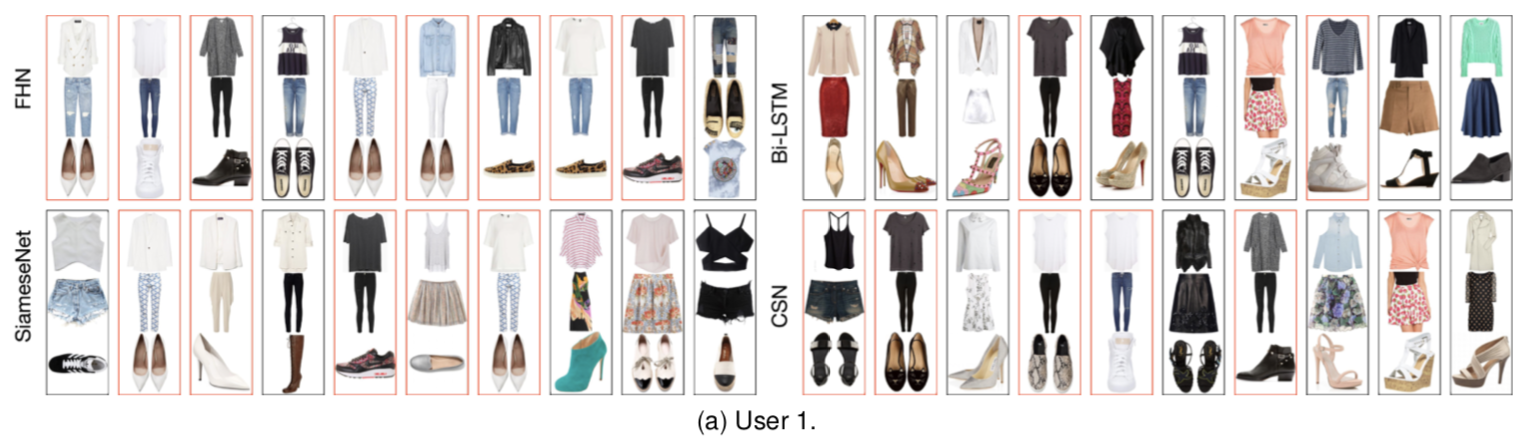 FHN
Bi-LSTM
SiameseNet
CSN
(a) User 1.